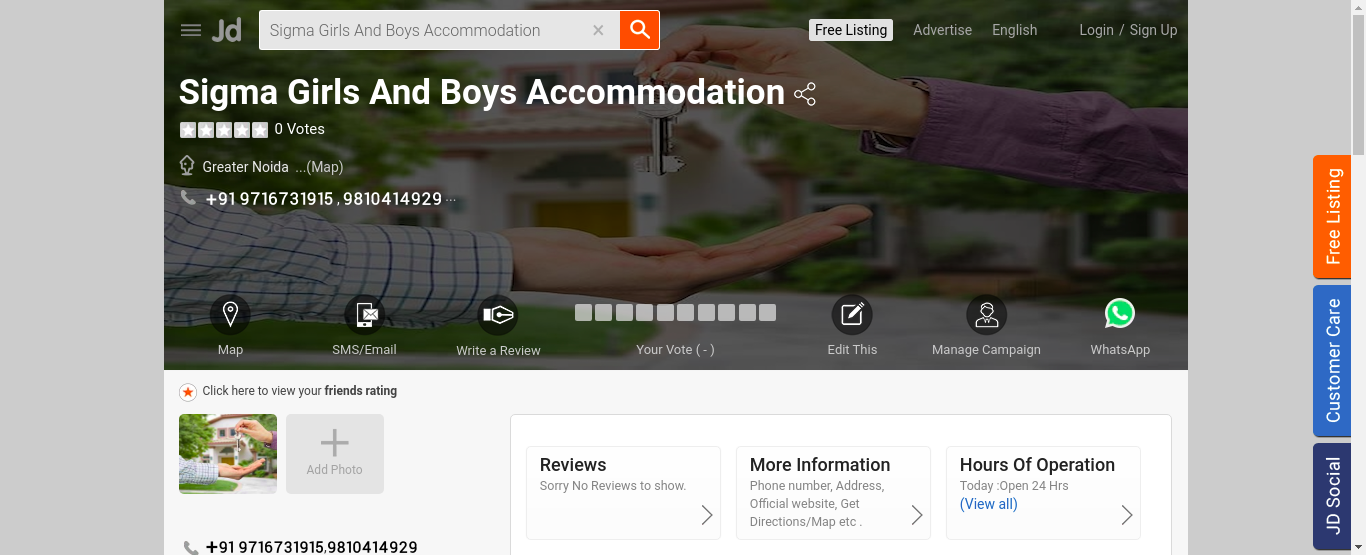 Jd
Sigma Girls And Boys Accommodation
Free Listing
Advertise
English
Login / Sign Up
Sigma Girls And Boys Accommodation
0 Votes
Greater Noida ...(Map)
+91 9716731915 , 9810414929 ...
Map
SMS/Email
Write a Review
Your Vote ( - )
Edit This
Manage Campaign
WhatsApp
Click here to view your friends rating
Add Photo
Reviews
Sorry No Reviews to show.
More Information
Phone number, Address,
Official website, Get
Directions/Map etc .
Hours Of Operation
Today :Open 24 Hrs
(View all)
+91 9716731915,9810414929
Free Listing
Customer Care
JD Social